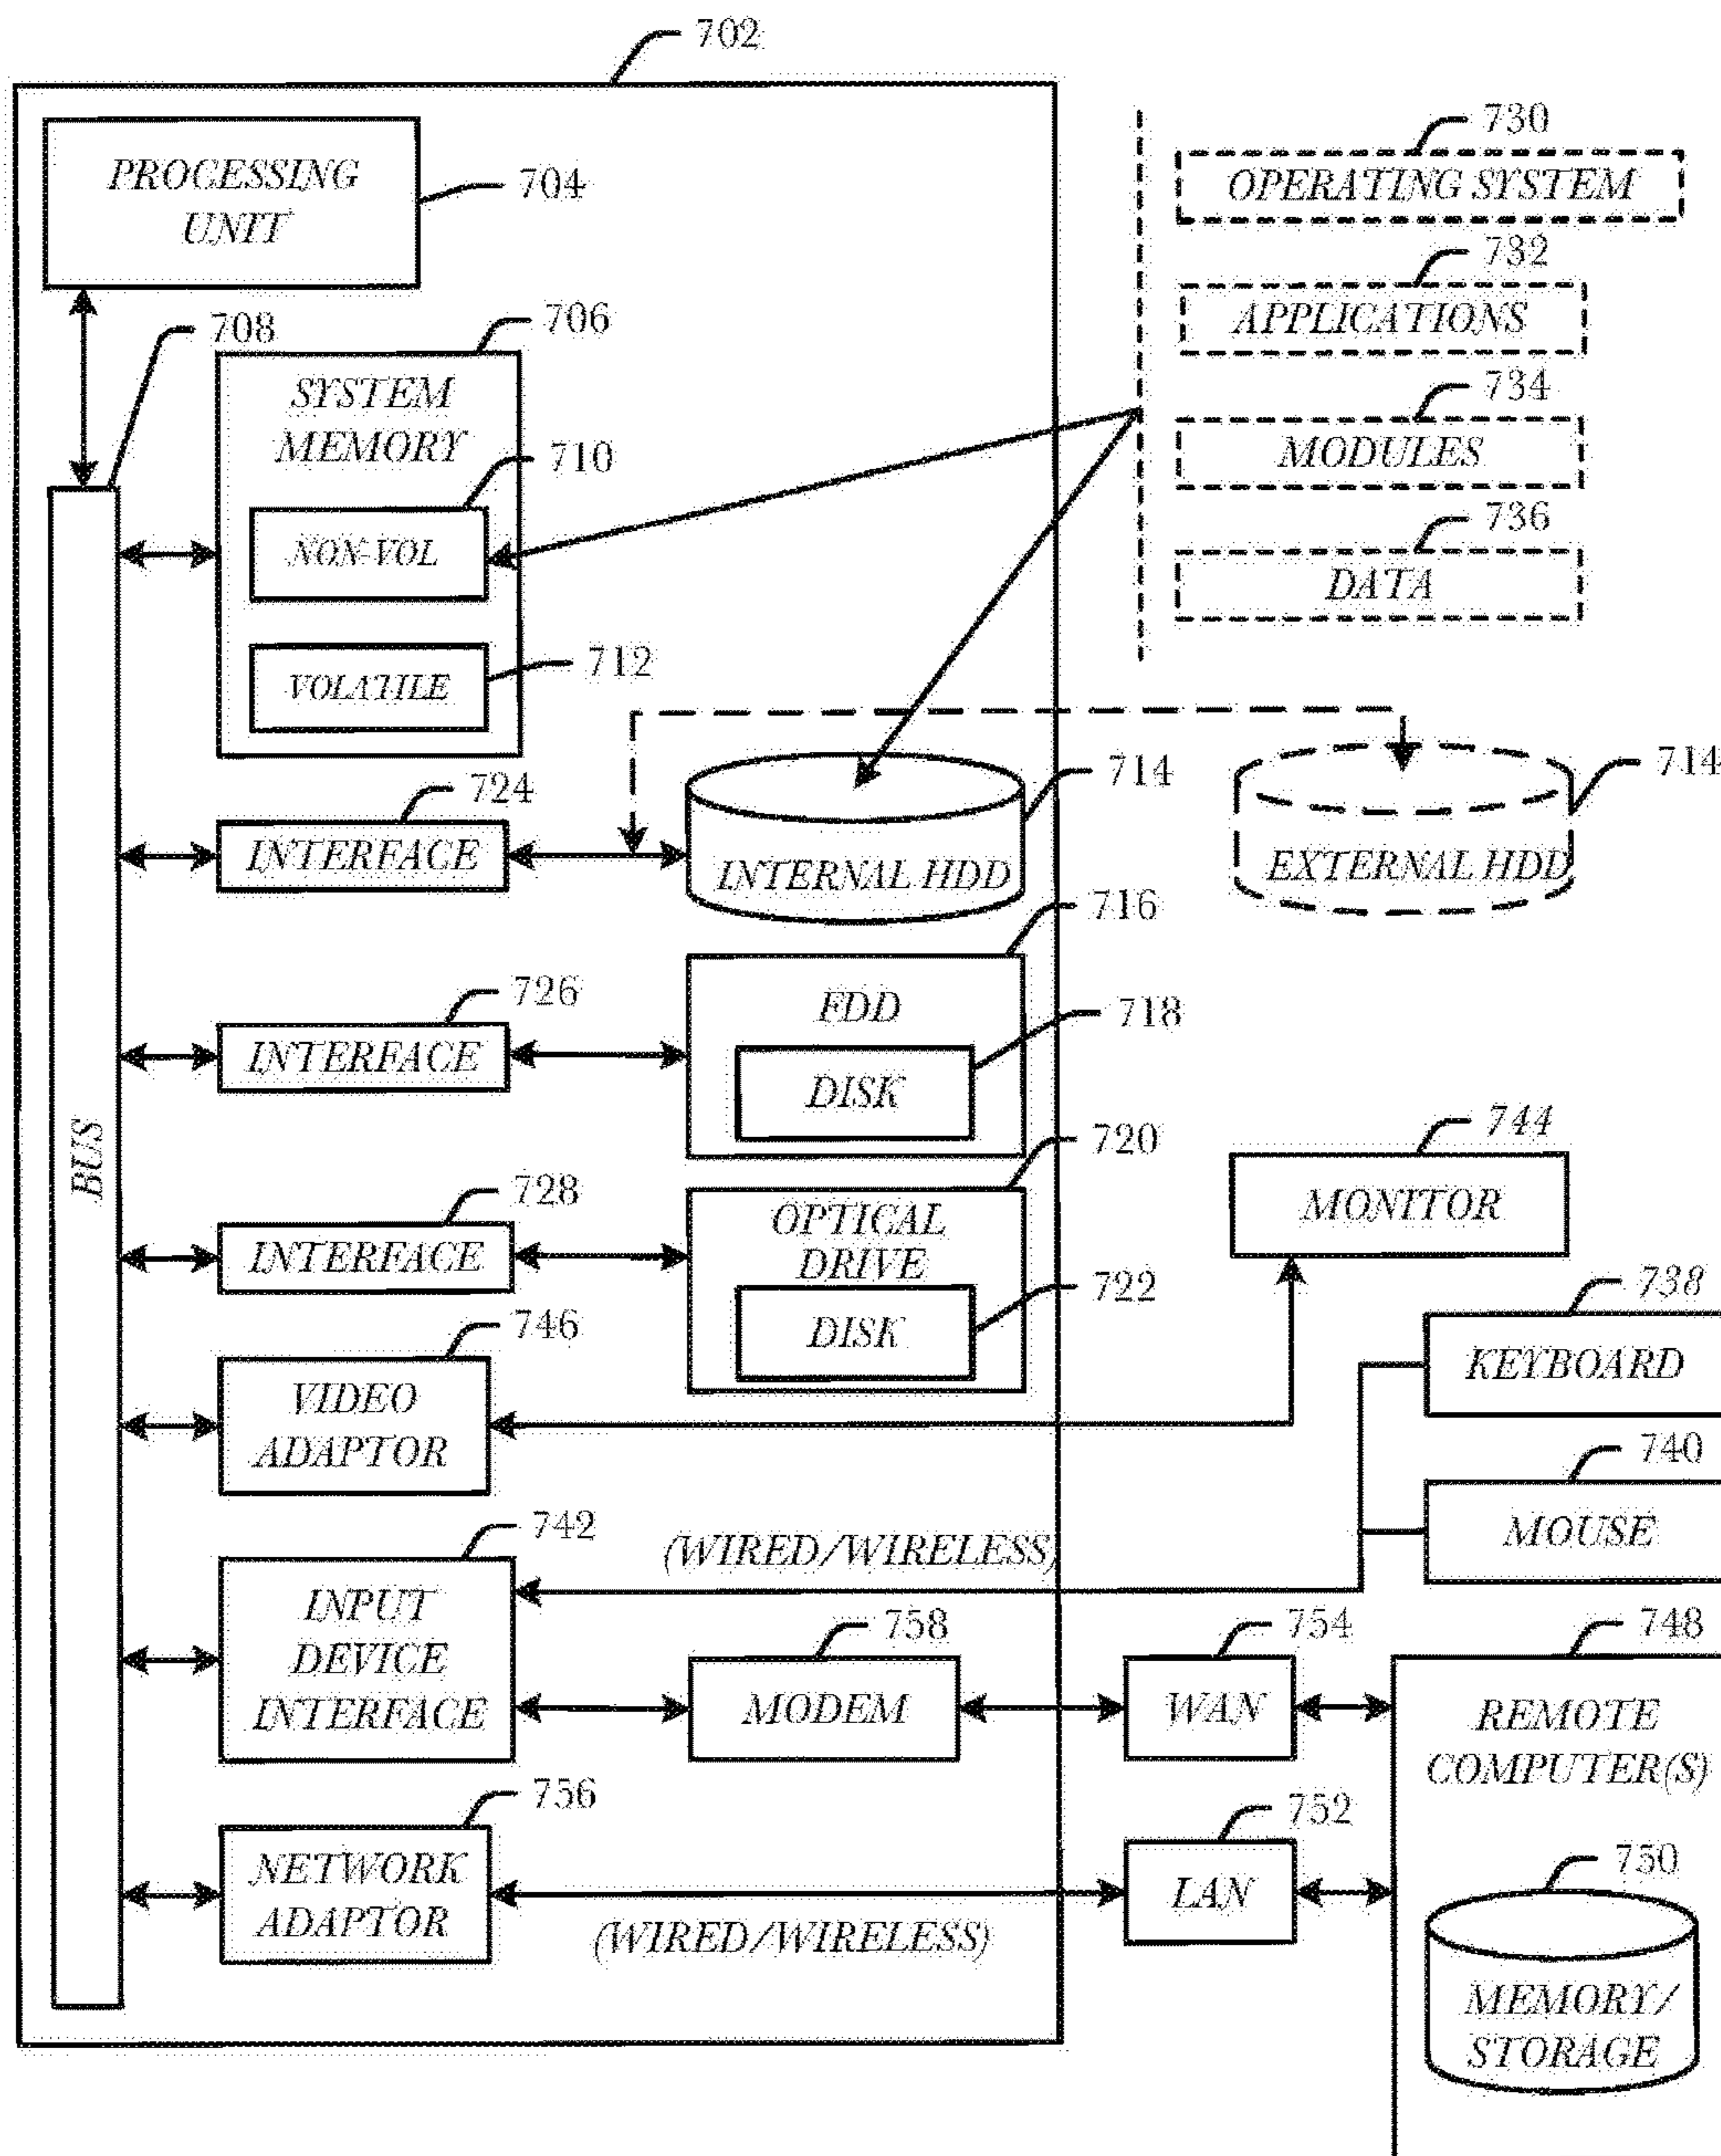 702
PROCESSING
UNIT
704
708
706
SYSTEM
MEMORY
710
NON-VOL
712
VOLATILE
730
OPERATING SYSTEM
732
APPLICATIONS
734
MODULES
736
DATA
724
INTERFACE
714
INTERNAL HDD
714
EXTERNAL HDD
716
FDD
718
DISK
726
INTERFACE
BUS
720
OPTICAL
DRIVE
722
DISK
728
INTERFACE
744
MONITOR
738
KEYBOARD
746
VIDEO
ADAPTOR
740
MOUSE
742
(WIRED/WIRELESS)
INPUT
DEVICE
INTERFACE
758
MODEM
754
WAN
748
REMOTE
COMPUTER(S)
756
NETWORK
ADAPTOR
(WIRED/WIRELESS)
752
LAN
750
MEMORY/
STORAGE